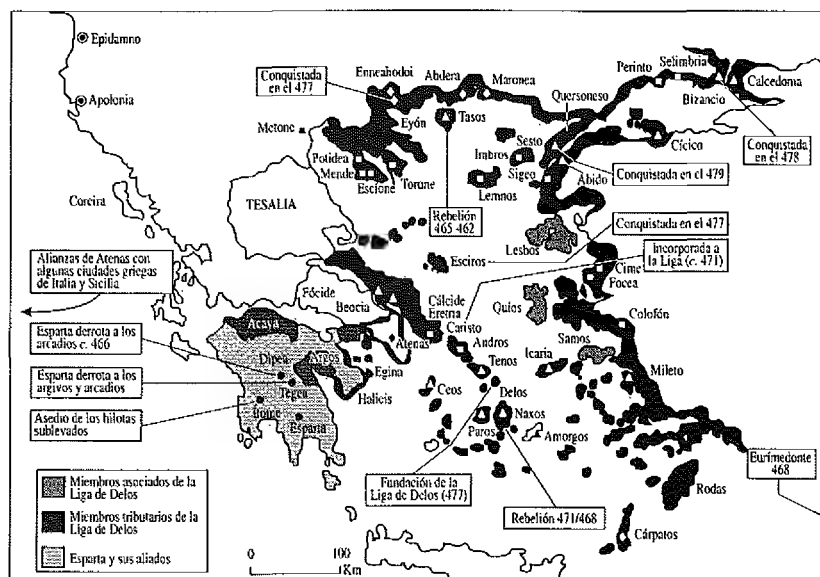 Epidamno
Apolonia
Corcira
Conquistada
en el 477
Enneahodoi
Abdera
Maronea
Perinto
Selimbria
Calcedonia
Bizancio
Quersoneso
Eyón
Tasos
Metone
Potidea
Mende
Escione
Torone
Sesto
Imbros
Sigeo
Lemnos
Abido
Cícico
Conquistada
en el 478
Conquistada en el 479
Rebelión
465-462
TESALIA
Conquistada en el 477
Lesbos
Esciros
Incorporada a
la Liga (c. 471)
Alianzas de Atenas con
algunas ciudades griegas
de Italia y Sicilia
Fócide
Beocia
Cálcide
Eretria
Caristo
Cime
Focea
Quíos
Colofón
Acaya
Atenas
Andros
Samos
Esparta derrota a los
arcadios c. 466
Dipea
Argos
Egina
Tenos
Icaria
Mileto
Esparta derrota a los
argivos y arcadios
Tegea
Halieis
Ceos
Delos
Asedio de los hilotas
sublevados
Itome
Esparta
Paros
Naxos
Amorgos
Eurimedonte
468
Fundación de la
Liga de Delos (477)
Rebelión 471/468
Rodas
Cárpatos
Miembros asociados de la
Liga de Delos
Miembros tributarios de la
Liga de Delos
Esparta y sus aliados
0 100
Km